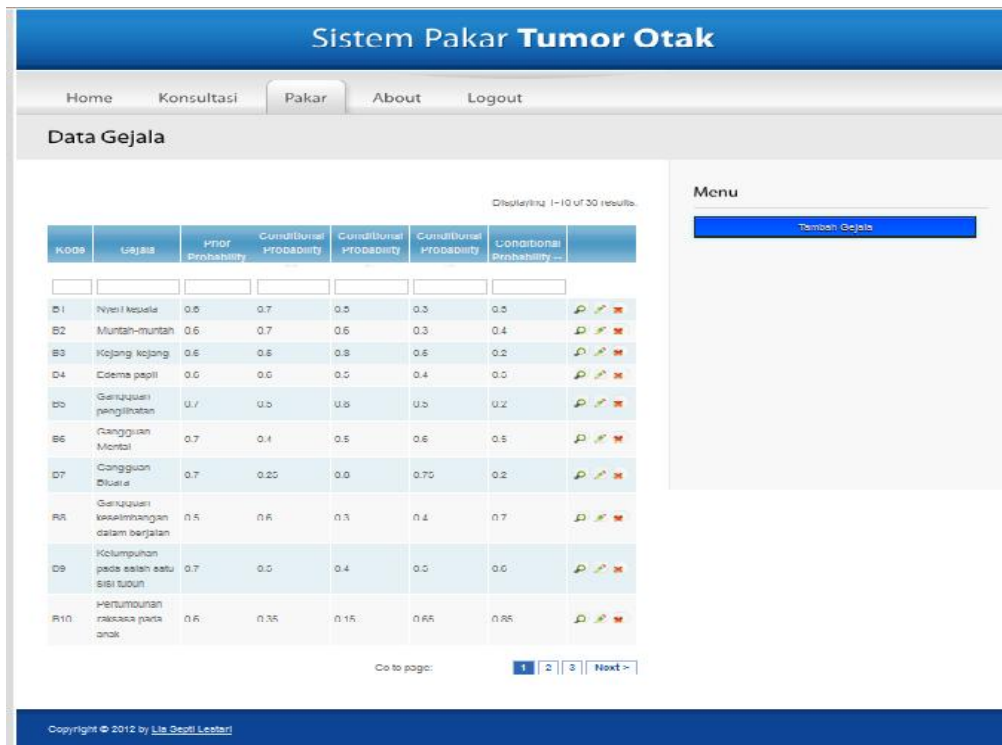 Sistem Pakar Tumor Otak
Home Konsultasi Pakar About Logout
Data Gejala
Displaying 1-10 of 30 results.
Menu
Tambah Gejala
Kode Gejala Prior Probability Conditional Probability Conditional Probability Conditional Probability Conditional Probability
B1 Nyeri kepala 0.7 0.5 0.3 0.5
B2 Muntah-muntah 0.6 0.7 0.6 0.3 0.4
B3 Kejang-kejang 0.2
Edema papil 0.4
B5 Gangguan penglihatan 0.7 0.5 0.8 0.5 0.2
B6 Gangguan Mental 0.7 0.4 0.5 0.6 0.5
Gangguan Bicara 0.7 0.25 0.75 0.2
B8 Gangguan keseimbangan dalam berjalan 0.5 0.6 0.3 0.4 0.7
Kelumpuhan pada salah satu sisi tubuh 0.7 0.4
B10 Pertumbuhan raksasa pada anak 0.6 0.35 0.15 0.65 0.85
Go to page: 1 2 3 Next >
Copyright © 2012 by Lia Septi Lestari